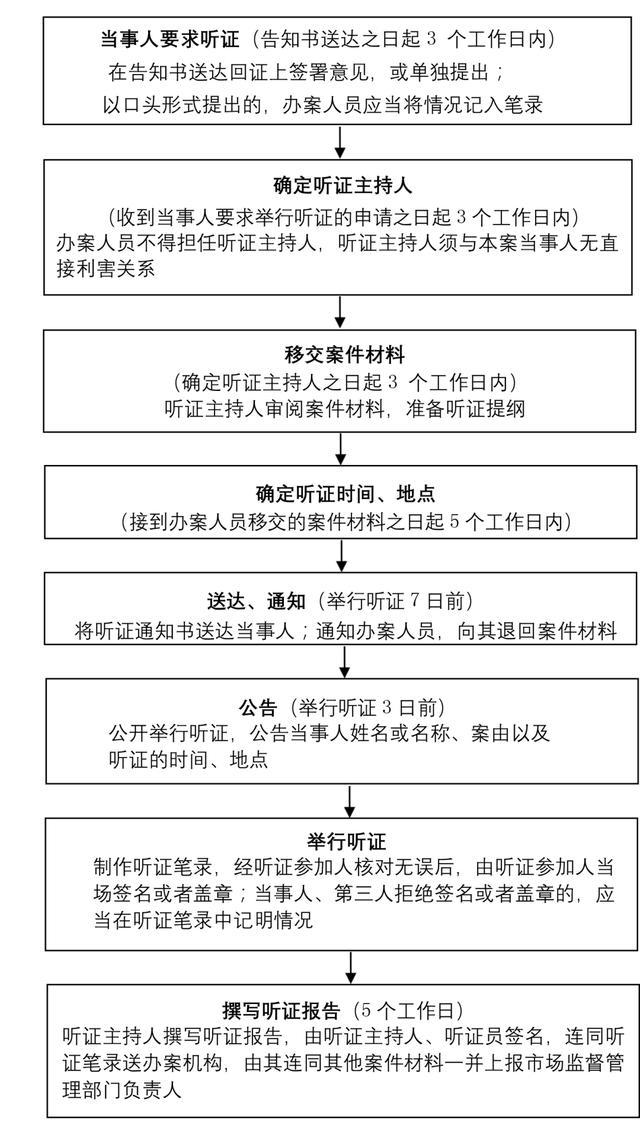 当事人要求听证（告知书送达之日起3 个工作日内）
在告知书送达回证上签署意见，或单独提出；
以口头形式提出的，办案人员应当将情况记入笔录
确定听证主持人
（收到当事人要求举行听证的申请之日起3个工作日内）
办案人员不得担任听证主持人，听证主持人须与本案当事人无直
接利害关系
移交案件材料
（确定听证主持人之日起3 个工作日内）
听证主持人审阅案件材料，准备听证提纲
确定听证时间、地点
（接到办案人员移交的案件材料之日起5个工作日内）
送达、通知（举行听证7日前）
将听证通知书送达当事人；通知办案人员，向其退回案件材料
公告（举行听证3日前）
公开举行听证，公告当事人姓名或名称、案由以及
听证的时间、地点
举行听证
制作听证笔录，经听证参加人核对无误后，由听证参加人当
场签名或者盖章；当事人、第三人拒绝签名或者盖章的，应
当在听证笔录中记明情况
撰写听证报告（5个工作日）
听证主持人撰写听证报告，由听证主持人、听证员签名，连同听
证笔录送办案机构，由其连同其他案件材料一并上报市场监督管
理部门负责人